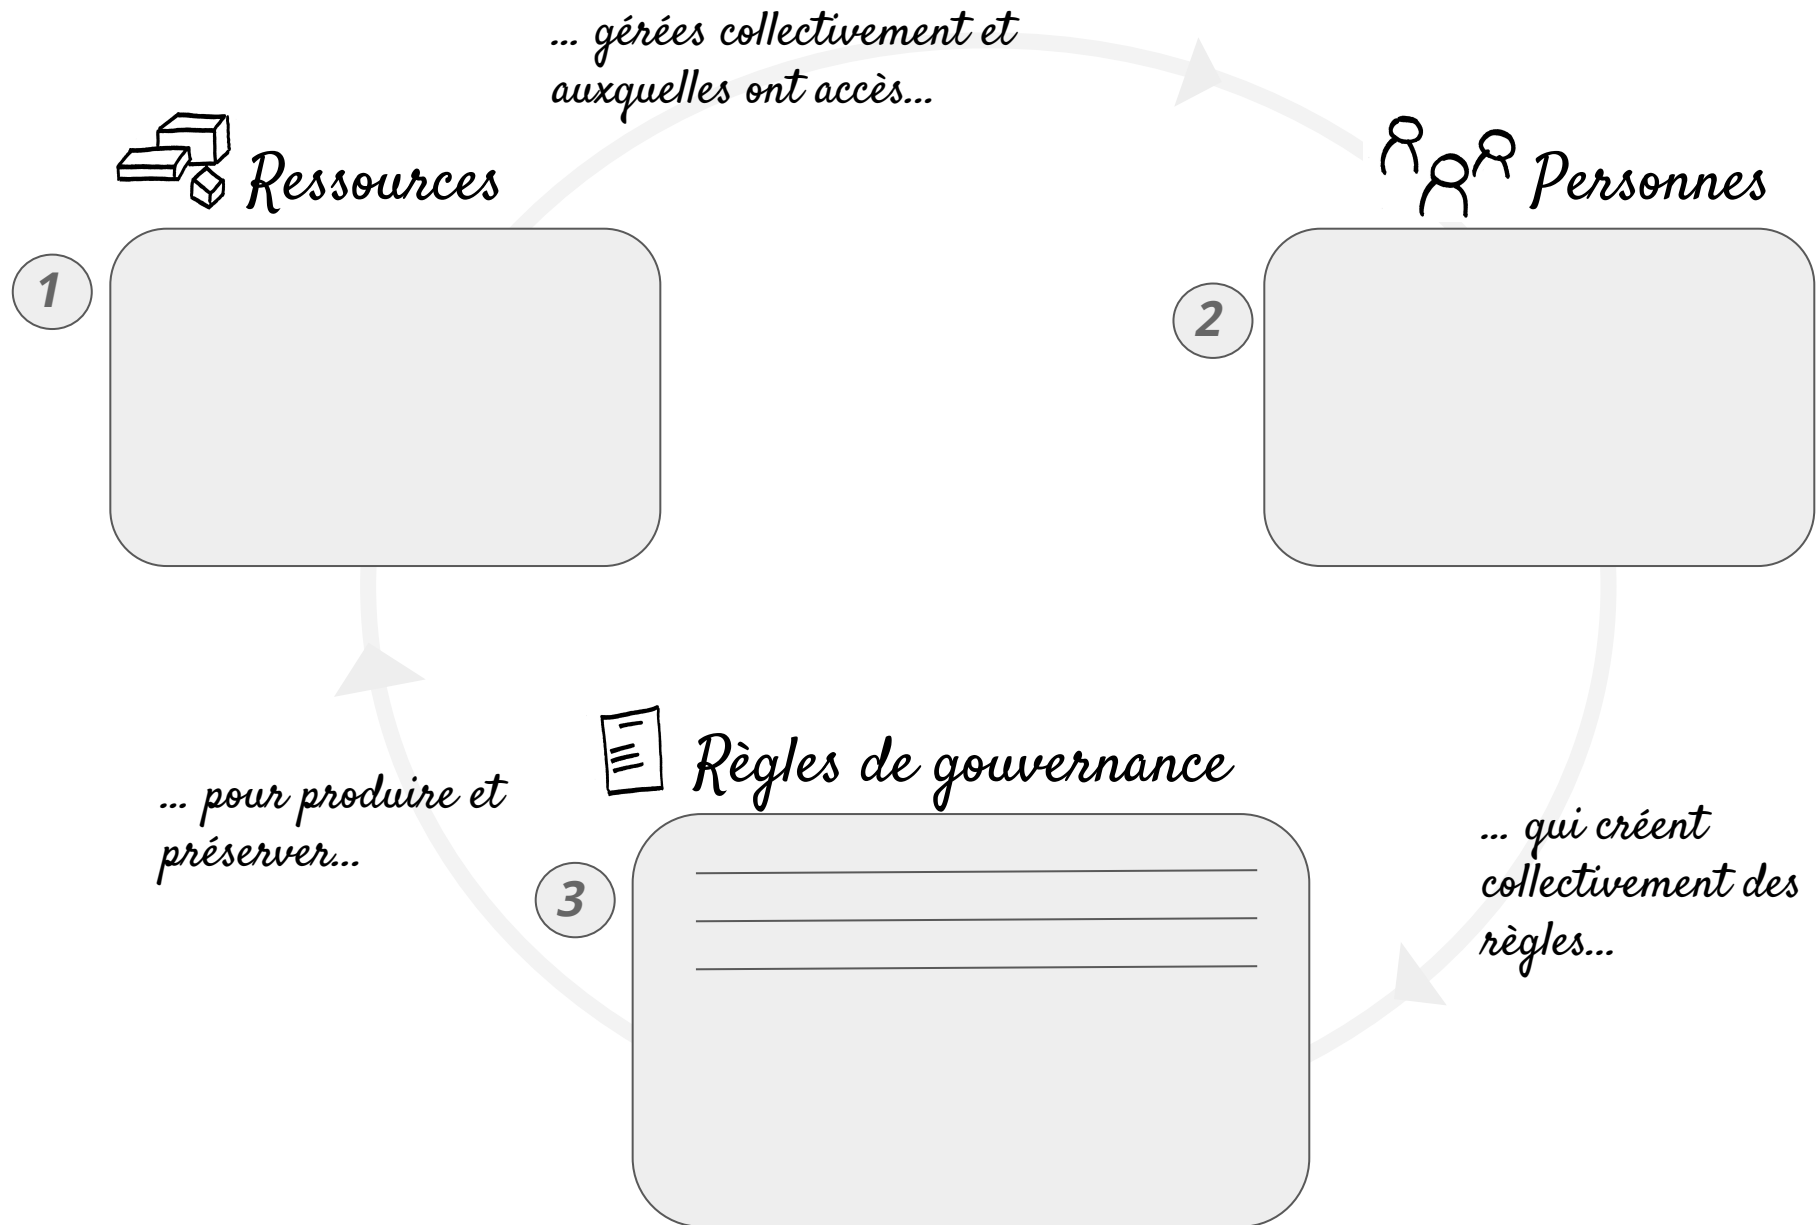 ... gérées collectivement et
auxquelles ont accès...
Ressources
Personnes
1
2
Règles de gouvernance
... pour produire et
préserver...
... qui créent
collectivement des
règles...
3